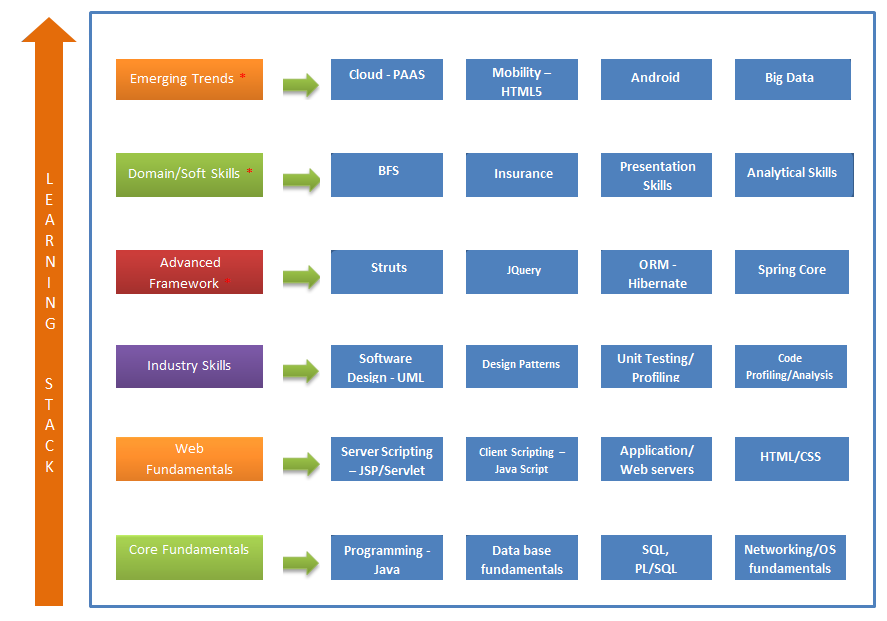 Emerging Trends *
Cloud - PAAS
Mobility –
HTML5
Android
Big Data
Domain/Soft Skills *
BFS
Insurance
Presentation
Skills
Analytical Skills
Advanced
Framework *
Struts
JQuery
ORM -
Hibernate
Spring Core
Industry Skills
Software
Design - UML
Design Patterns
Unit Testing/
Profiling
Code
Profiling/Analysis
Web
Fundamentals
Server Scripting
– JSP/Servlet
Client Scripting –
Java Script
Application/
Web servers
HTML/CSS
Core Fundamentals
Programming -
Java
Data base
fundamentals
SQL,
PL/SQL
Networking/OS
fundamentals
LEARNING STACK